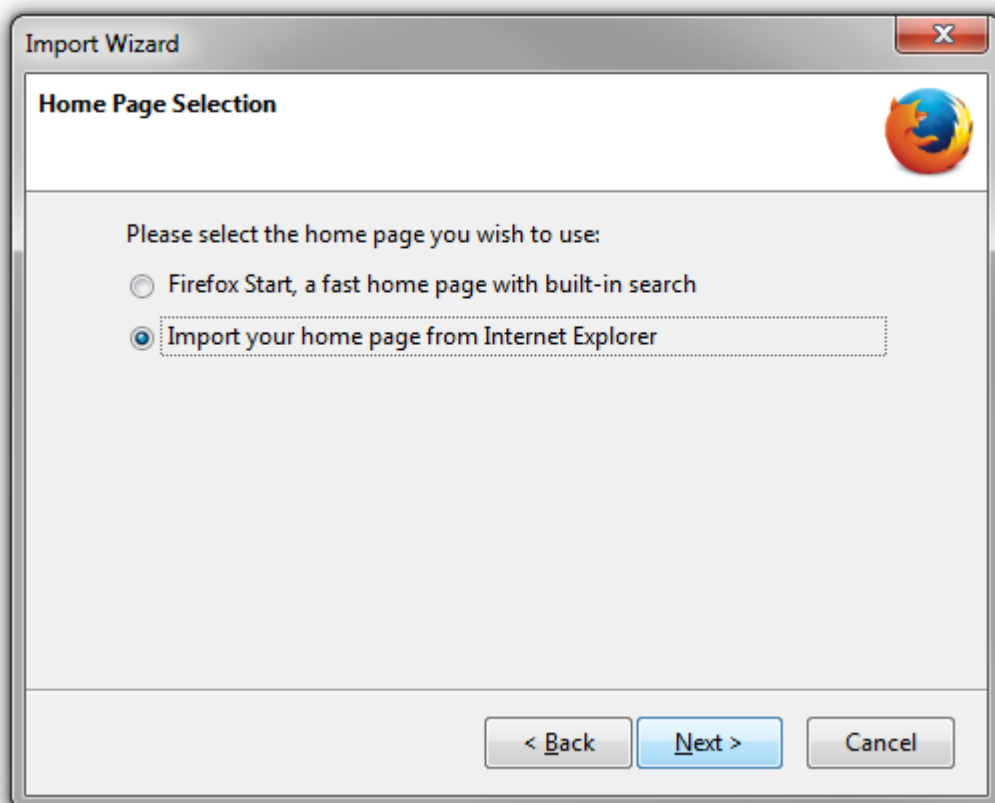 Import Wizard
Home Page Selection
Please select the home page you wish to use:
Firefox Start, a fast home page with built-in search
Import your home page from Internet Explorer
< Back Next > Cancel